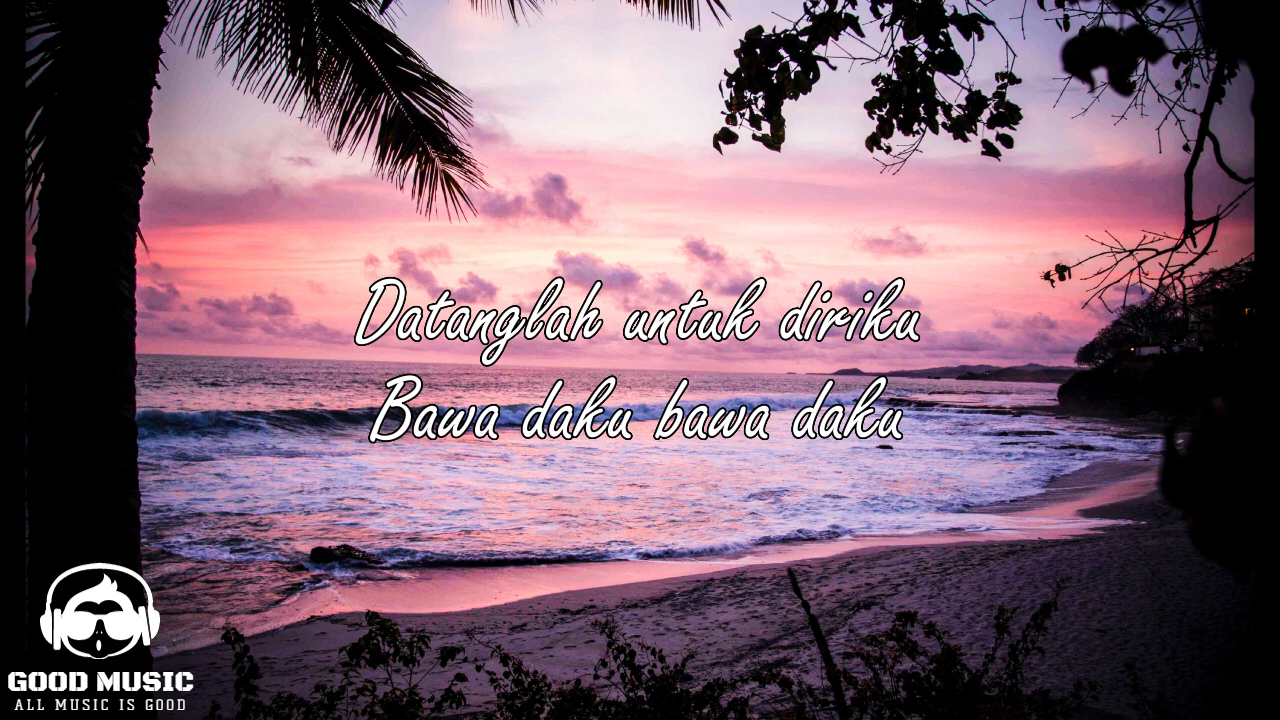 Datanglah untuk diriku
Bawa daku bawa daku
GOOD MUSIC
ALL MUSIC IS GOOD